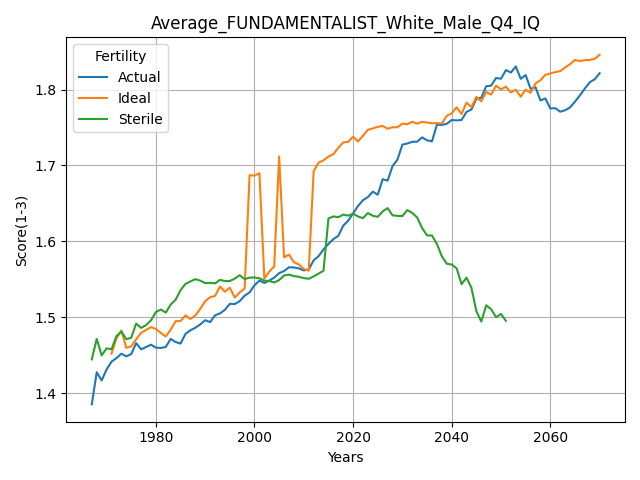 Average_FUNDAMENTALIST_White_Male_Q4_IQ
Fertility
Actual
Ideal
Sterile
Score(1-3)
1.8
1.7
1.6
1.5
1.4
1980
2000
2020
2040
2060
Years